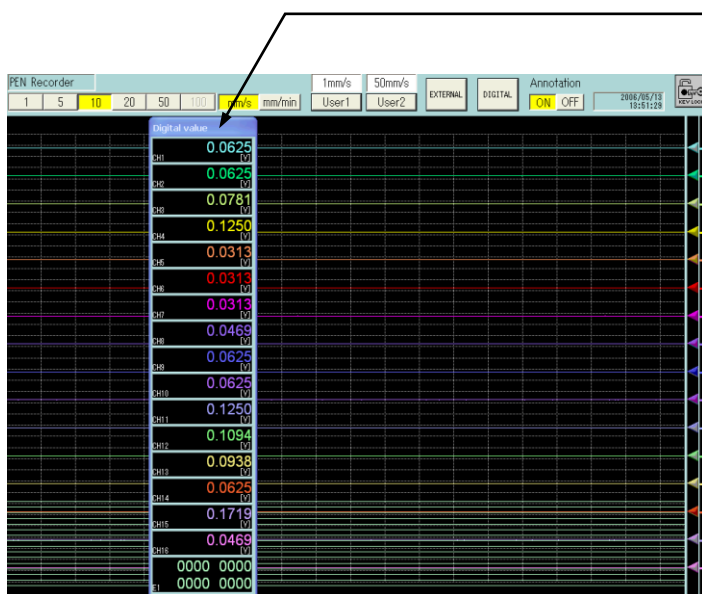 PEN Recorder
1mm/s 50mm/s
EXTERNAL DIGITAL
Annotation
1 5 10 20 50 100 mm/s mm/min User1 User2 ON OFF
2006/05/13
13:51:29
KEY LOCK
Digital value
0.0625
CH1 [V]
0.0625
CH2 [V]
0.0781
CH3 [V]
0.1250
CH4 [V]
0.0313
CH5 [V]
0.0313
CH6 [V]
0.0313
CH7 [V]
0.0469
CH8 [V]
0.0625
CH9 [V]
0.0625
CH10 [V]
0.1250
CH11 [V]
0.1094
CH12 [V]
0.0938
CH13 [V]
0.0625
CH14 [V]
0.1719
CH15 [V]
0.0469
CH16 [V]
0000 0000
E1 0000 0000